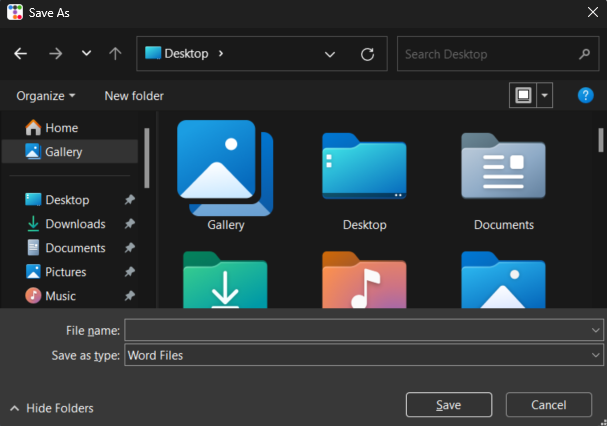 Save As
Desktop
Search Desktop
Organize
New folder
?
Home
Gallery
Desktop
Downloads
Documents
Pictures
Music
Gallery
Desktop
Documents
File name:
Save as type: Word Files
Hide Folders
Save
Cancel